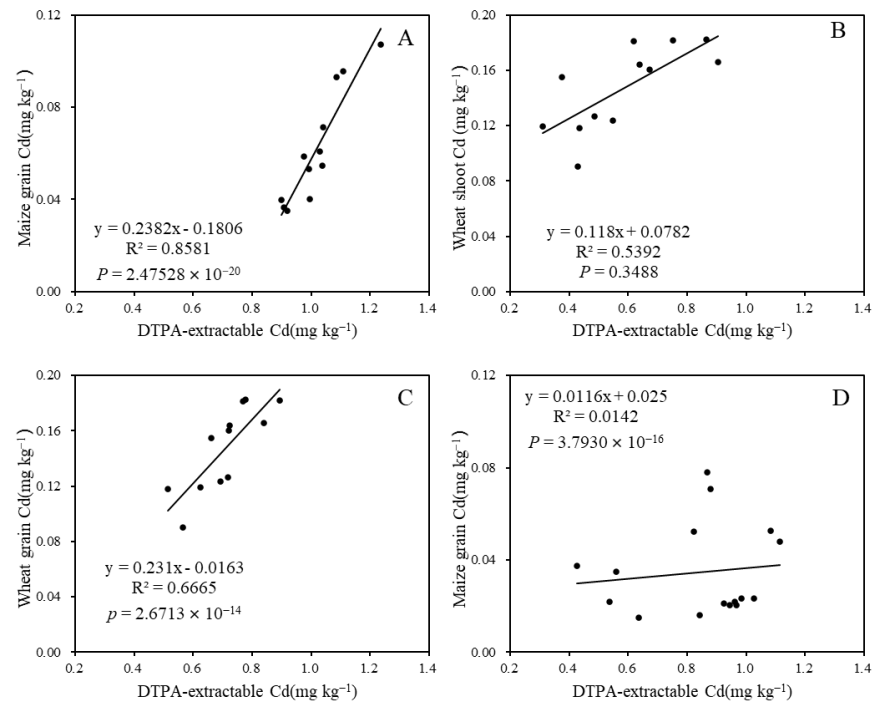 A
Maize grain Cd(mg kg⁻¹)
0.12
0.08
0.04
0.00
y = 0.2382x - 0.1806
R² = 0.8581
P = 2.47528 × 10⁻²⁰
0.2 0.4 0.6 0.8 1.0 1.2 1.4
DTPA-extractable Cd(mg kg⁻¹)
B
Wheat shoot Cd (mg kg⁻¹)
0.20
0.16
0.12
0.08
0.04
0.00
y = 0.118x + 0.0782
R² = 0.5392
P = 0.3488
0.2 0.4 0.6 0.8 1.0 1.2 1.4
DTPA-extractable Cd(mg kg⁻¹)
C
Wheat grain Cd(mg kg⁻¹)
0.20
0.16
0.12
0.08
0.04
0.00
y = 0.231x - 0.0163
R² = 0.6665
p = 2.6713 × 10⁻¹⁴
0.2 0.4 0.6 0.8 1.0 1.2 1.4
DTPA-extractable Cd(mg kg⁻¹)
D
Maize grain Cd(mg kg⁻¹)
0.12
0.08
0.04
0.00
y = 0.0116x + 0.025
R² = 0.0142
P = 3.7930 × 10⁻¹⁶
0.2 0.4 0.6 0.8 1.0 1.2 1.4
DTPA-extractable Cd(mg kg⁻¹)